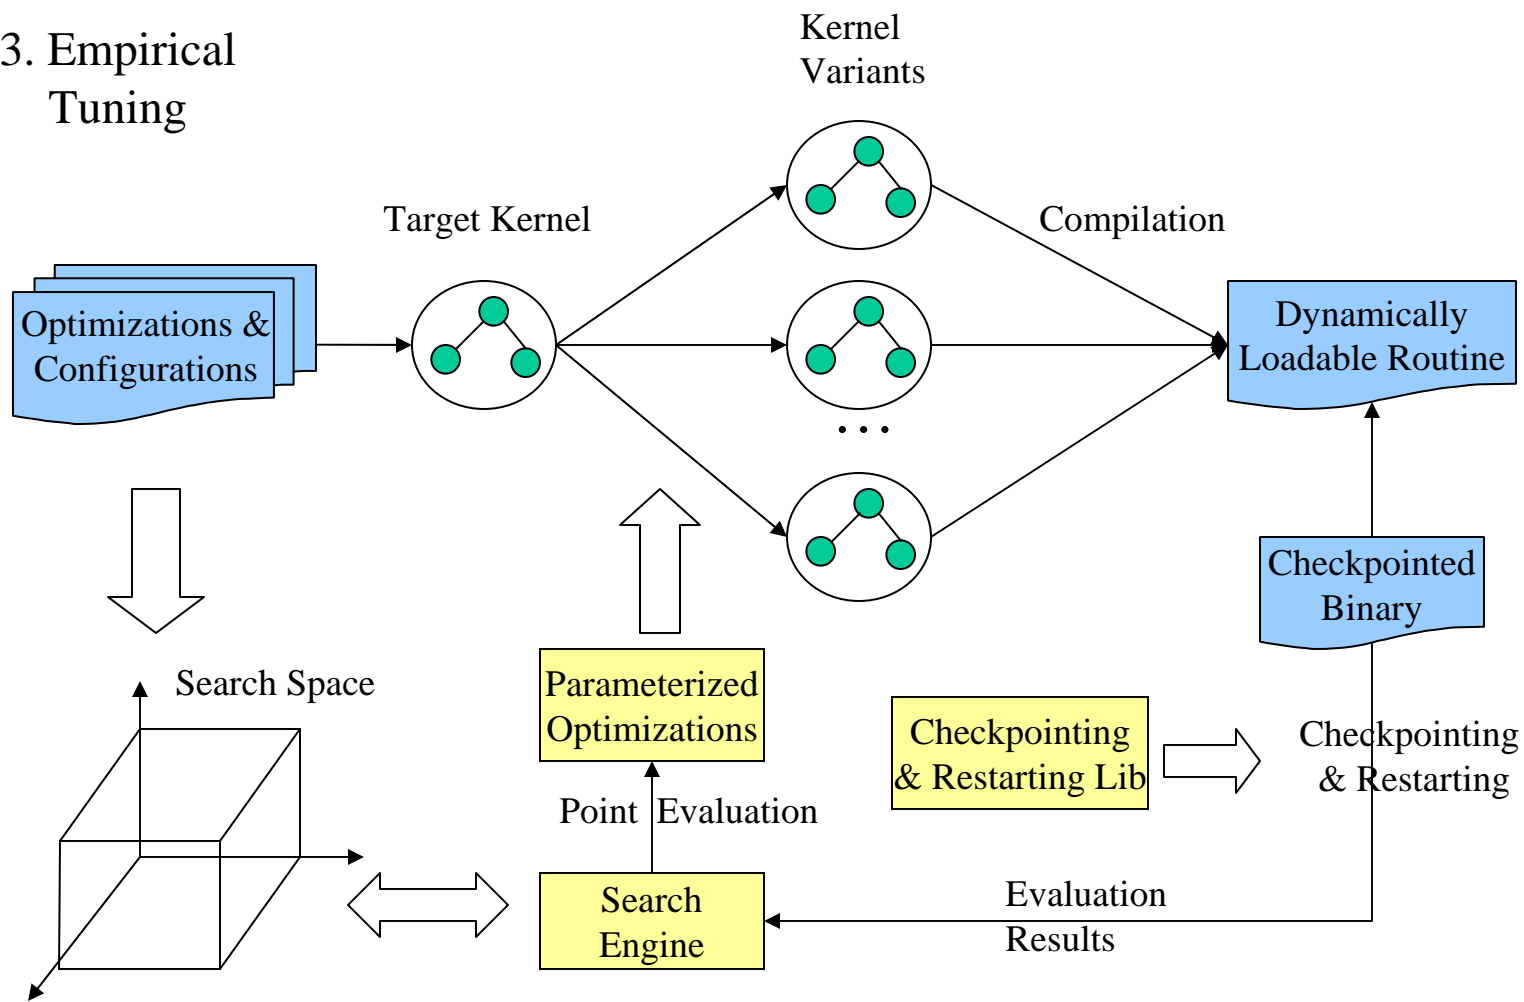 3. Empirical
Tuning
Kernel
Variants
Target Kernel
Compilation
Optimizations &
Configurations
Dynamically
Loadable Routine
. . .
Checkpointed
Binary
Search Space
Parameterized
Optimizations
Checkpointing
& Restarting Lib
Checkpointing
& Restarting
Point Evaluation
Search
Engine
Evaluation
Results